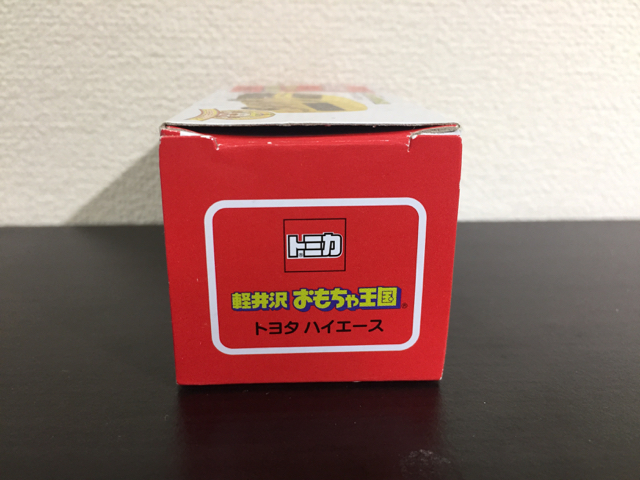 トミカ
軽井沢 おもちゃ王国®
トヨタ ハイエース